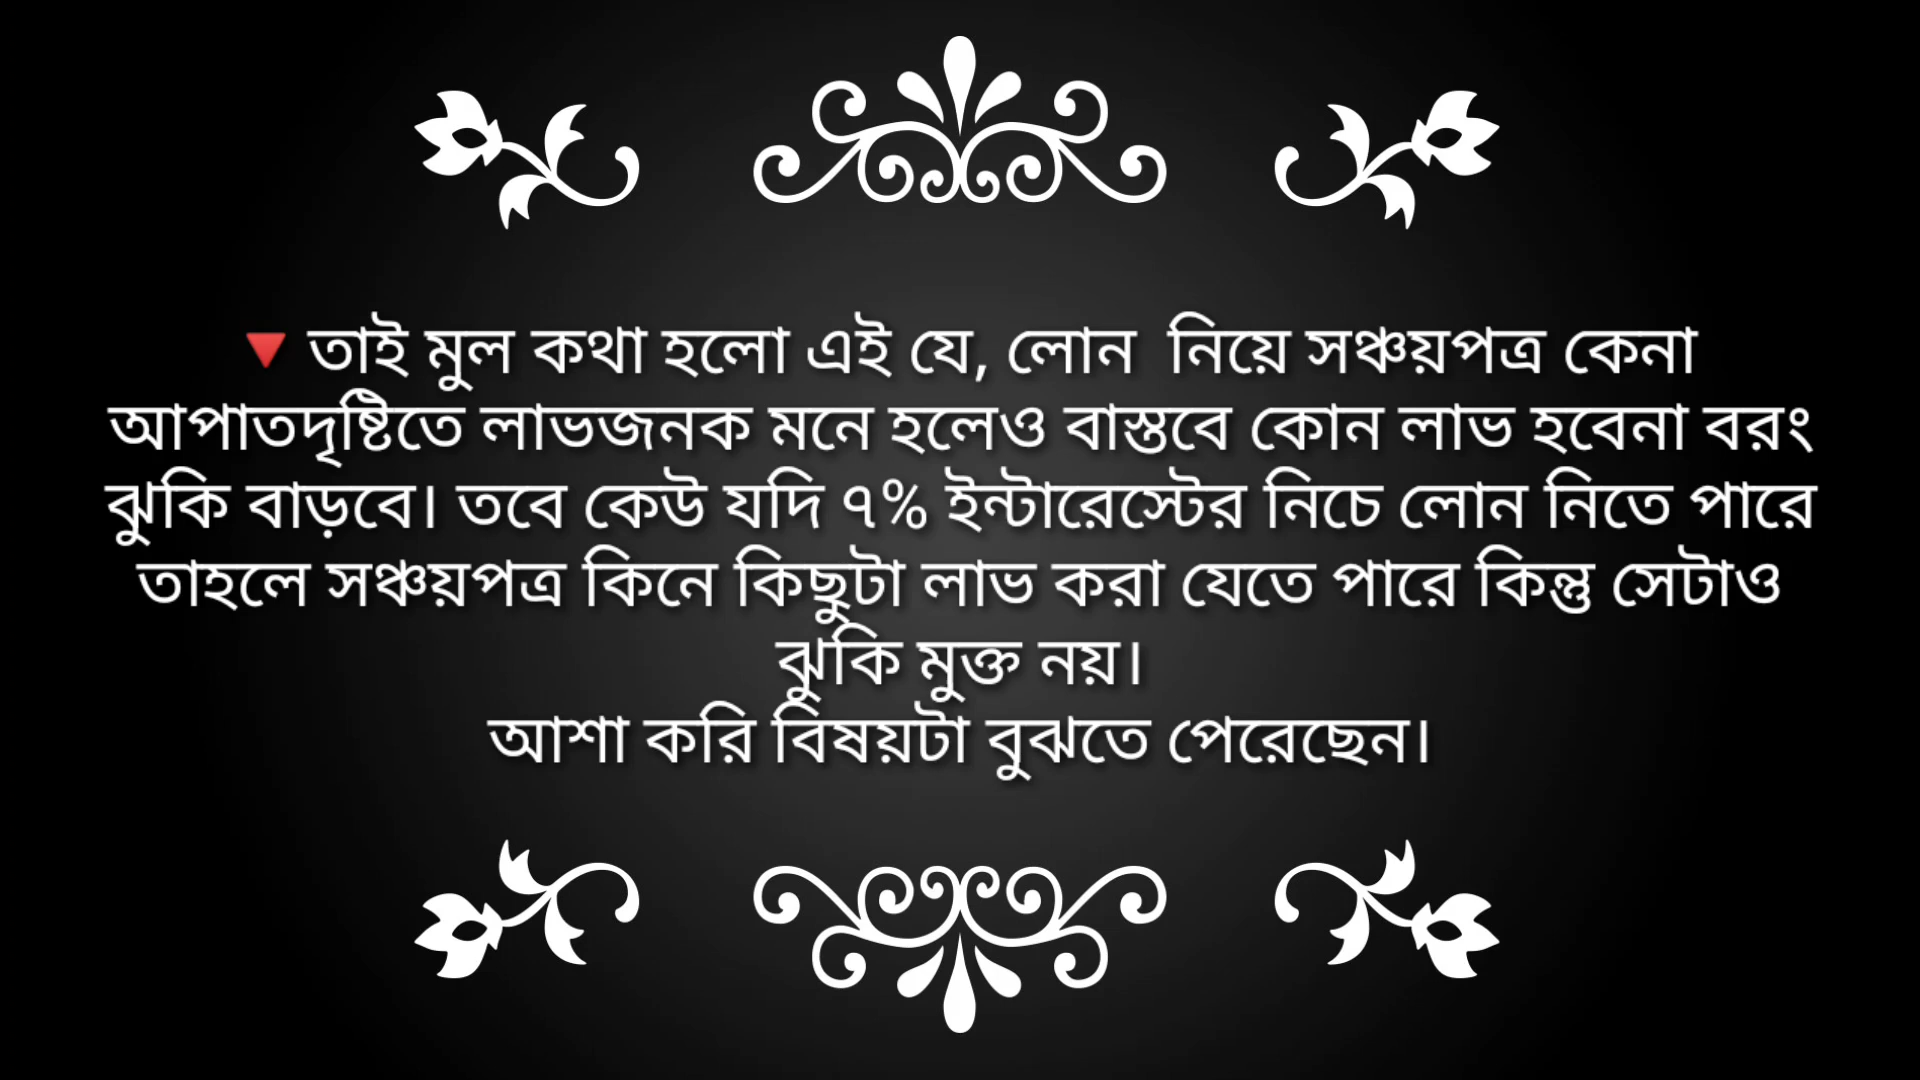 🔻তাই মুল কথা হলো এই যে, লোন  নিয়ে সঞ্চয়পত্র কেনা
আপাতদৃষ্টিতে লাভজনক মনে হলেও বাস্তবে কোন লাভ হবেনা বরং
ঝুকি বাড়বে। তবে কেউ যদি ৭% ইন্টারেস্টের নিচে লোন নিতে পারে
তাহলে সঞ্চয়পত্র কিনে কিছুটা লাভ করা যেতে পারে কিন্তু সেটাও
ঝুকি মুক্ত নয়।
আশা করি বিষয়টা বুঝতে পেরেছেন।